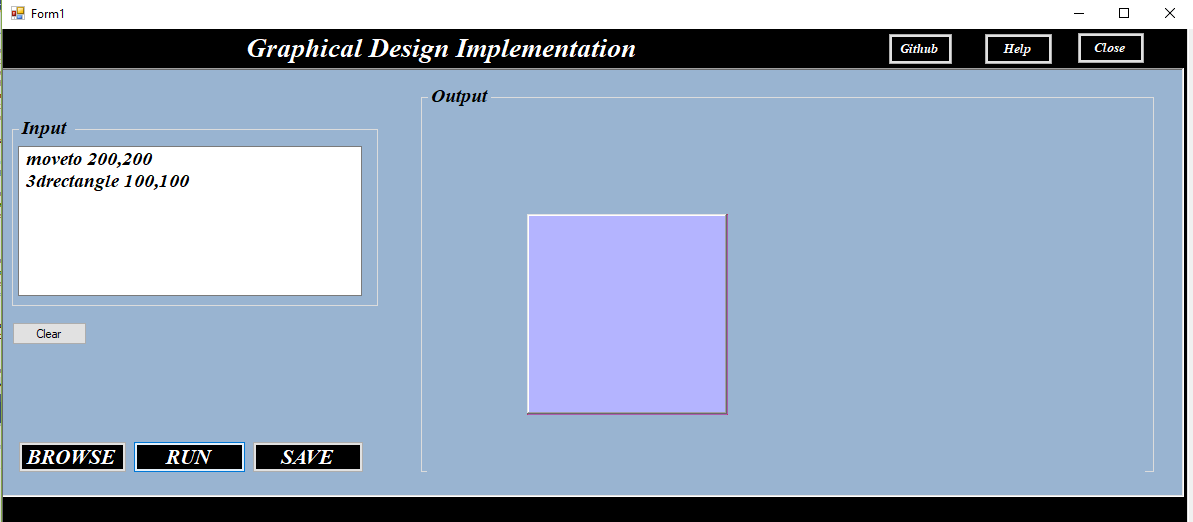 Form1
Graphical Design Implementation
Github
Help
Close
Output
Input
moveto 200,200
3drectangle 100,100
Clear
BROWSE
RUN
SAVE